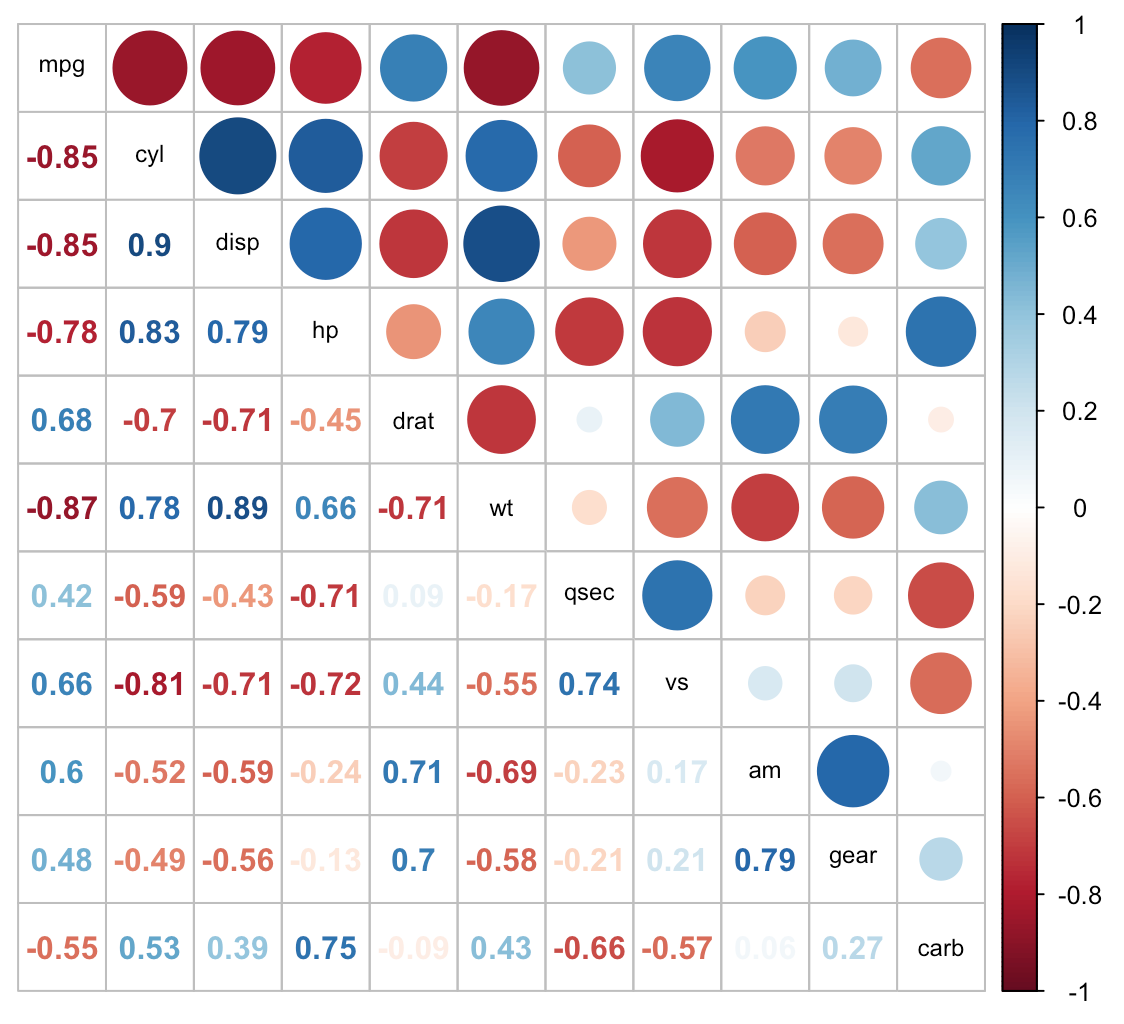 mpg
-0.85 cyl
-0.85 0.9 disp
-0.78 0.83 0.79 hp
0.68 -0.7 -0.71 -0.45 drat
-0.87 0.78 0.89 0.66 -0.71 wt
0.42 -0.59 -0.43 -0.71 0.09 -0.17 qsec
0.66 -0.81 -0.71 -0.72 0.44 -0.55 0.74 vs
0.6 -0.52 -0.59 -0.24 0.71 -0.69 -0.23 0.17 am
0.48 -0.49 -0.56 -0.13 0.7 -0.58 -0.21 0.21 0.79 gear
-0.55 0.53 0.39 0.75 -0.09 0.43 -0.66 -0.57 0.06 0.27 carb
1
0.8
0.6
0.4
0.2
0
-0.2
-0.4
-0.6
-0.8
-1